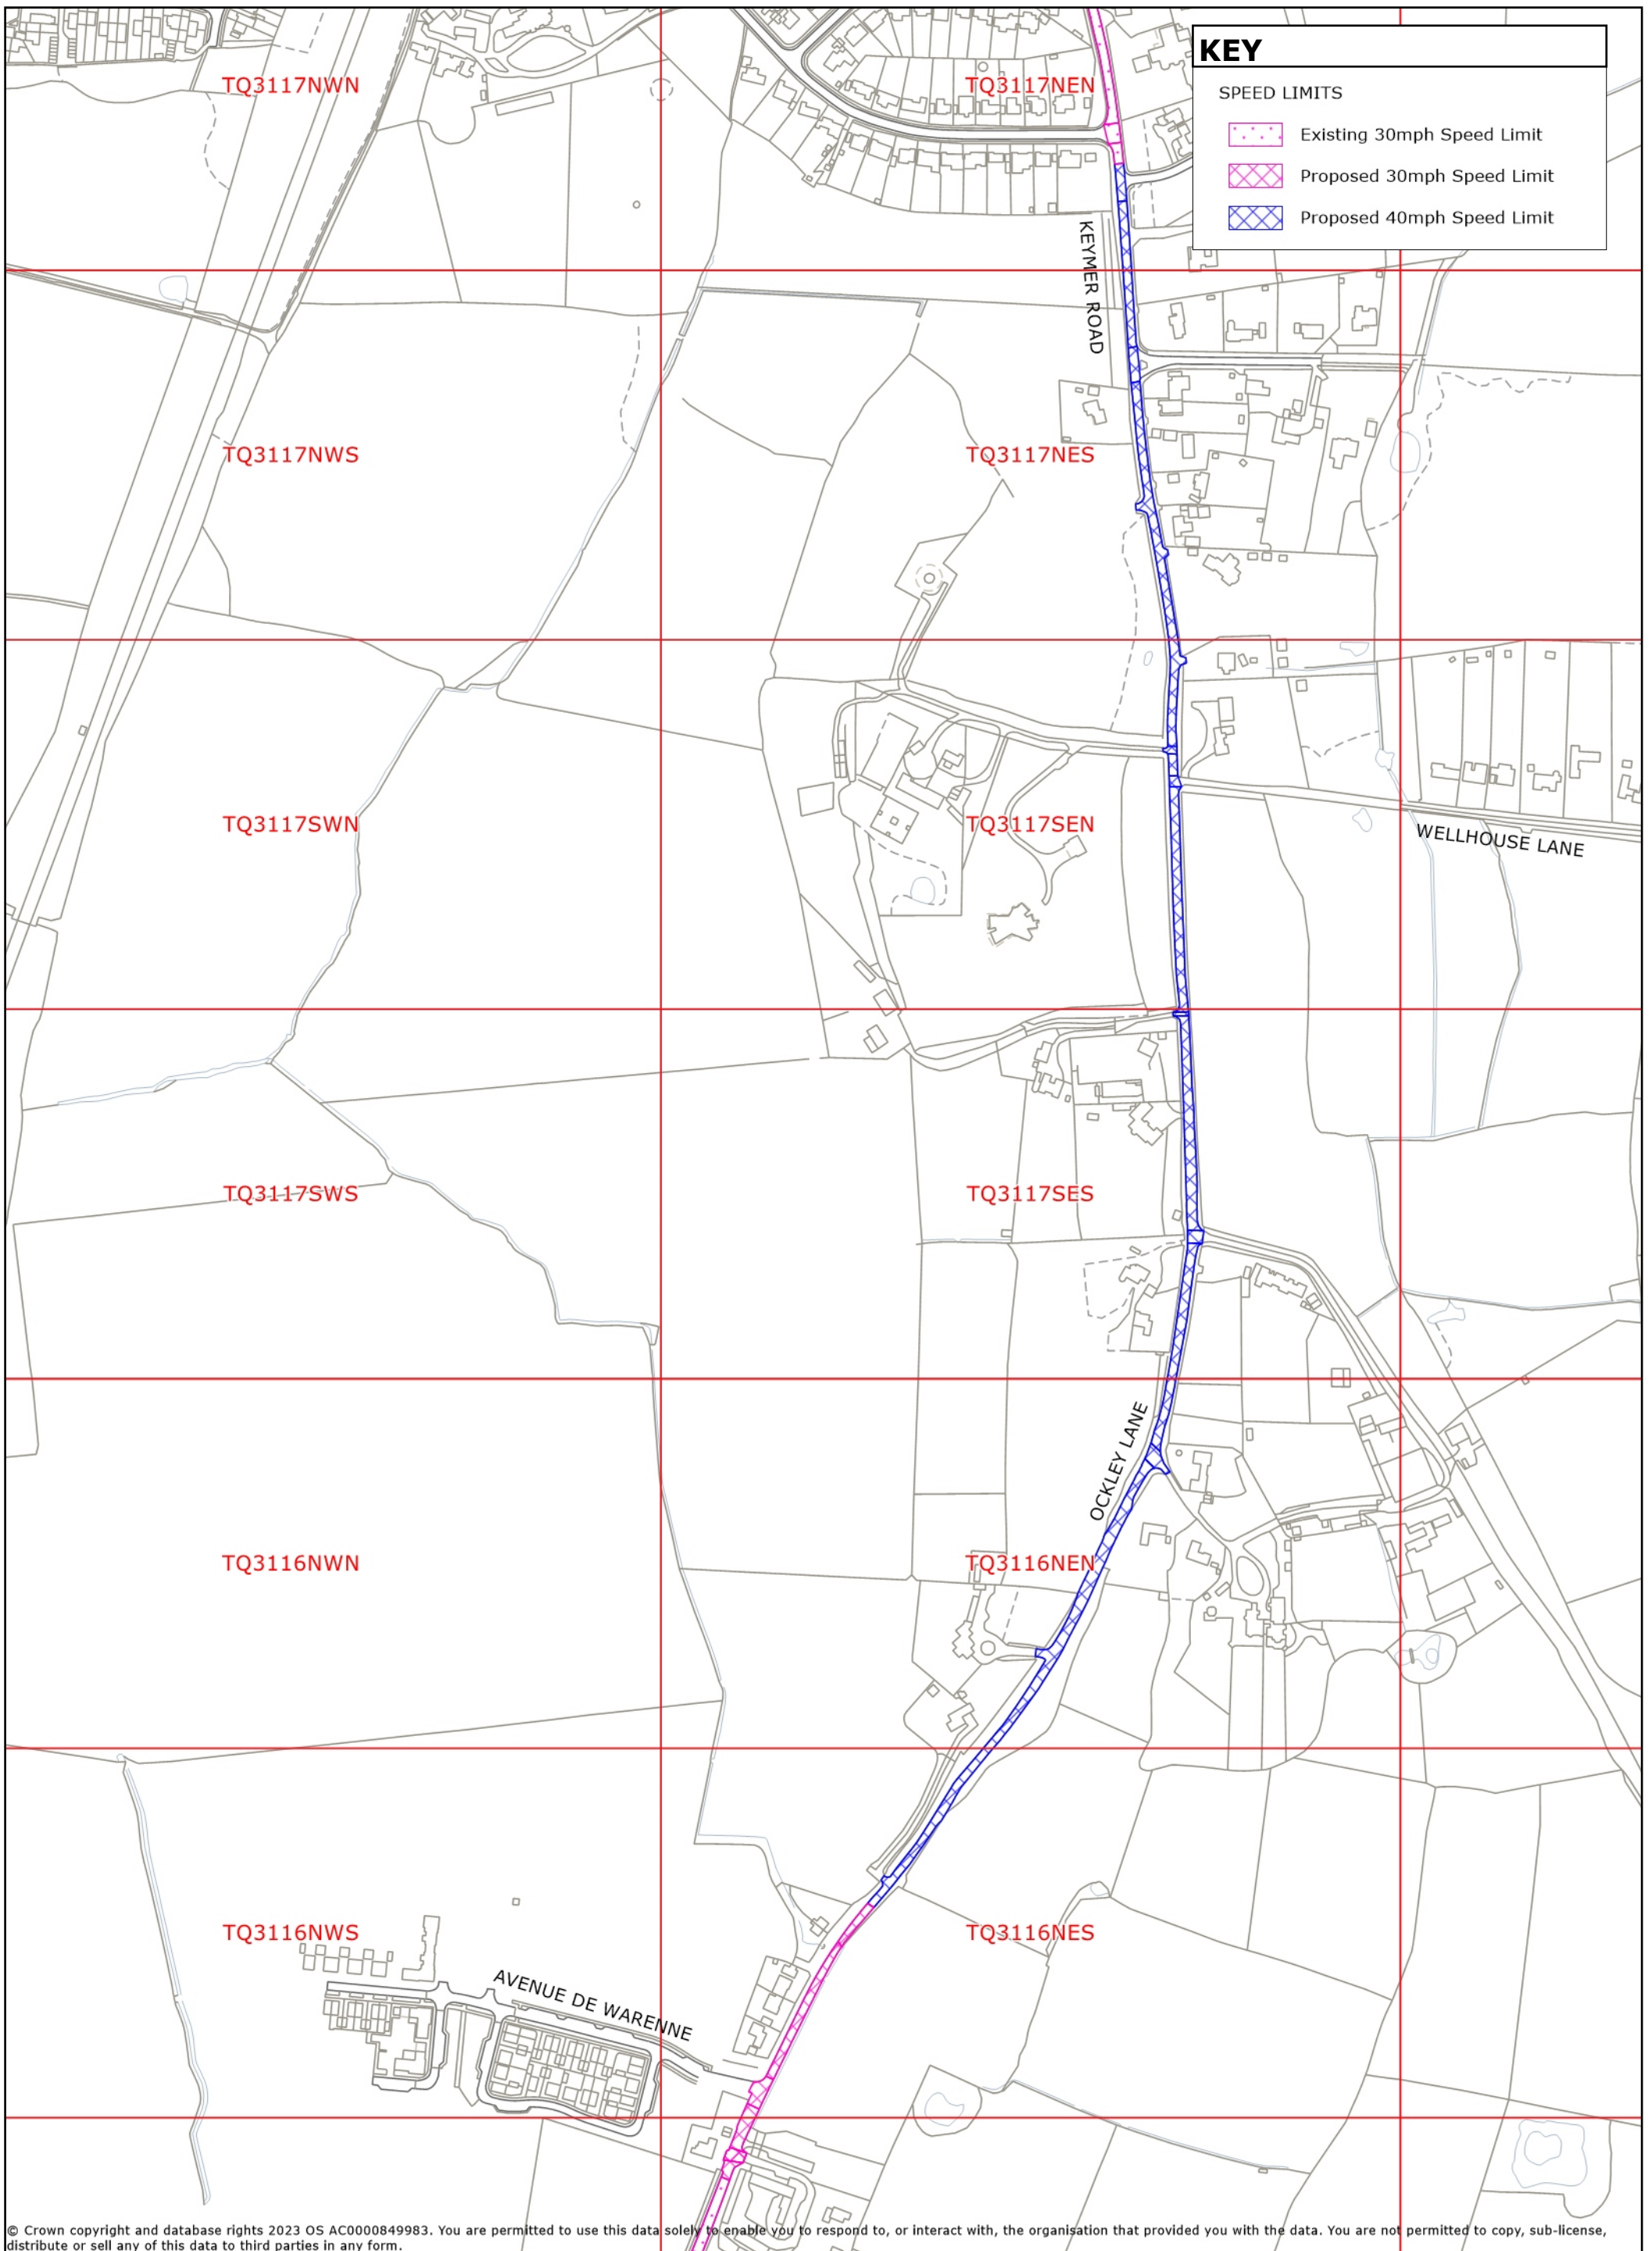 KEY
SPEED LIMITS
Existing 30mph Speed Limit
Proposed 30mph Speed Limit
Proposed 40mph Speed Limit
TQ3117NWN
TQ3117NEN
KEYMER ROAD
TQ3117NWS
TQ3117NES
TQ3117SWN
TQ3117SEN
WELLHOUSE LANE
TQ3117SWS
TQ3117SES
OCKLEY LANE
TQ3116NWN
TQ3116NEN
TQ3116NWS
TQ3116NES
AVENUE DE WARENNE
© Crown copyright and database rights 2023 OS AC0000849983. You are permitted to use this data solely to enable you to respond to, or interact with, the organisation that provided you with the data. You are not permitted to copy, sub-license,
distribute or sell any of this data to third parties in any form.